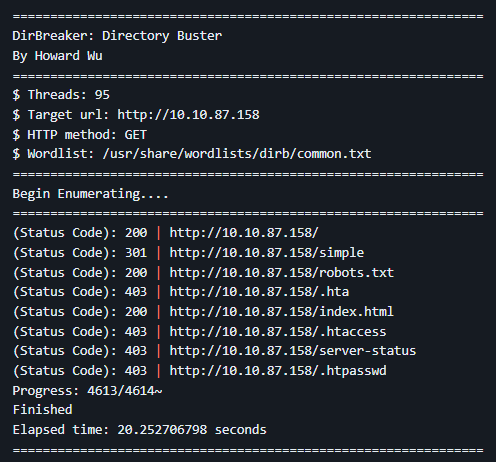 ===============================================================
DirBreaker: Directory Buster
By Howard Wu
===============================================================
$ Threads: 95
$ Target url: http://10.10.87.158
$ HTTP method: GET
$ Wordlist: /usr/share/wordlists/dirb/common.txt
===============================================================
Begin Enumerating....
===============================================================
(Status Code): 200 | http://10.10.87.158/
(Status Code): 301 | http://10.10.87.158/simple
(Status Code): 200 | http://10.10.87.158/robots.txt
(Status Code): 403 | http://10.10.87.158/.hta
(Status Code): 200 | http://10.10.87.158/index.html
(Status Code): 403 | http://10.10.87.158/.htaccess
(Status Code): 403 | http://10.10.87.158/server-status
(Status Code): 403 | http://10.10.87.158/.htpasswd
Progress: 4613/4614~
Finished
Elapsed time: 20.252706798 seconds
===============================================================